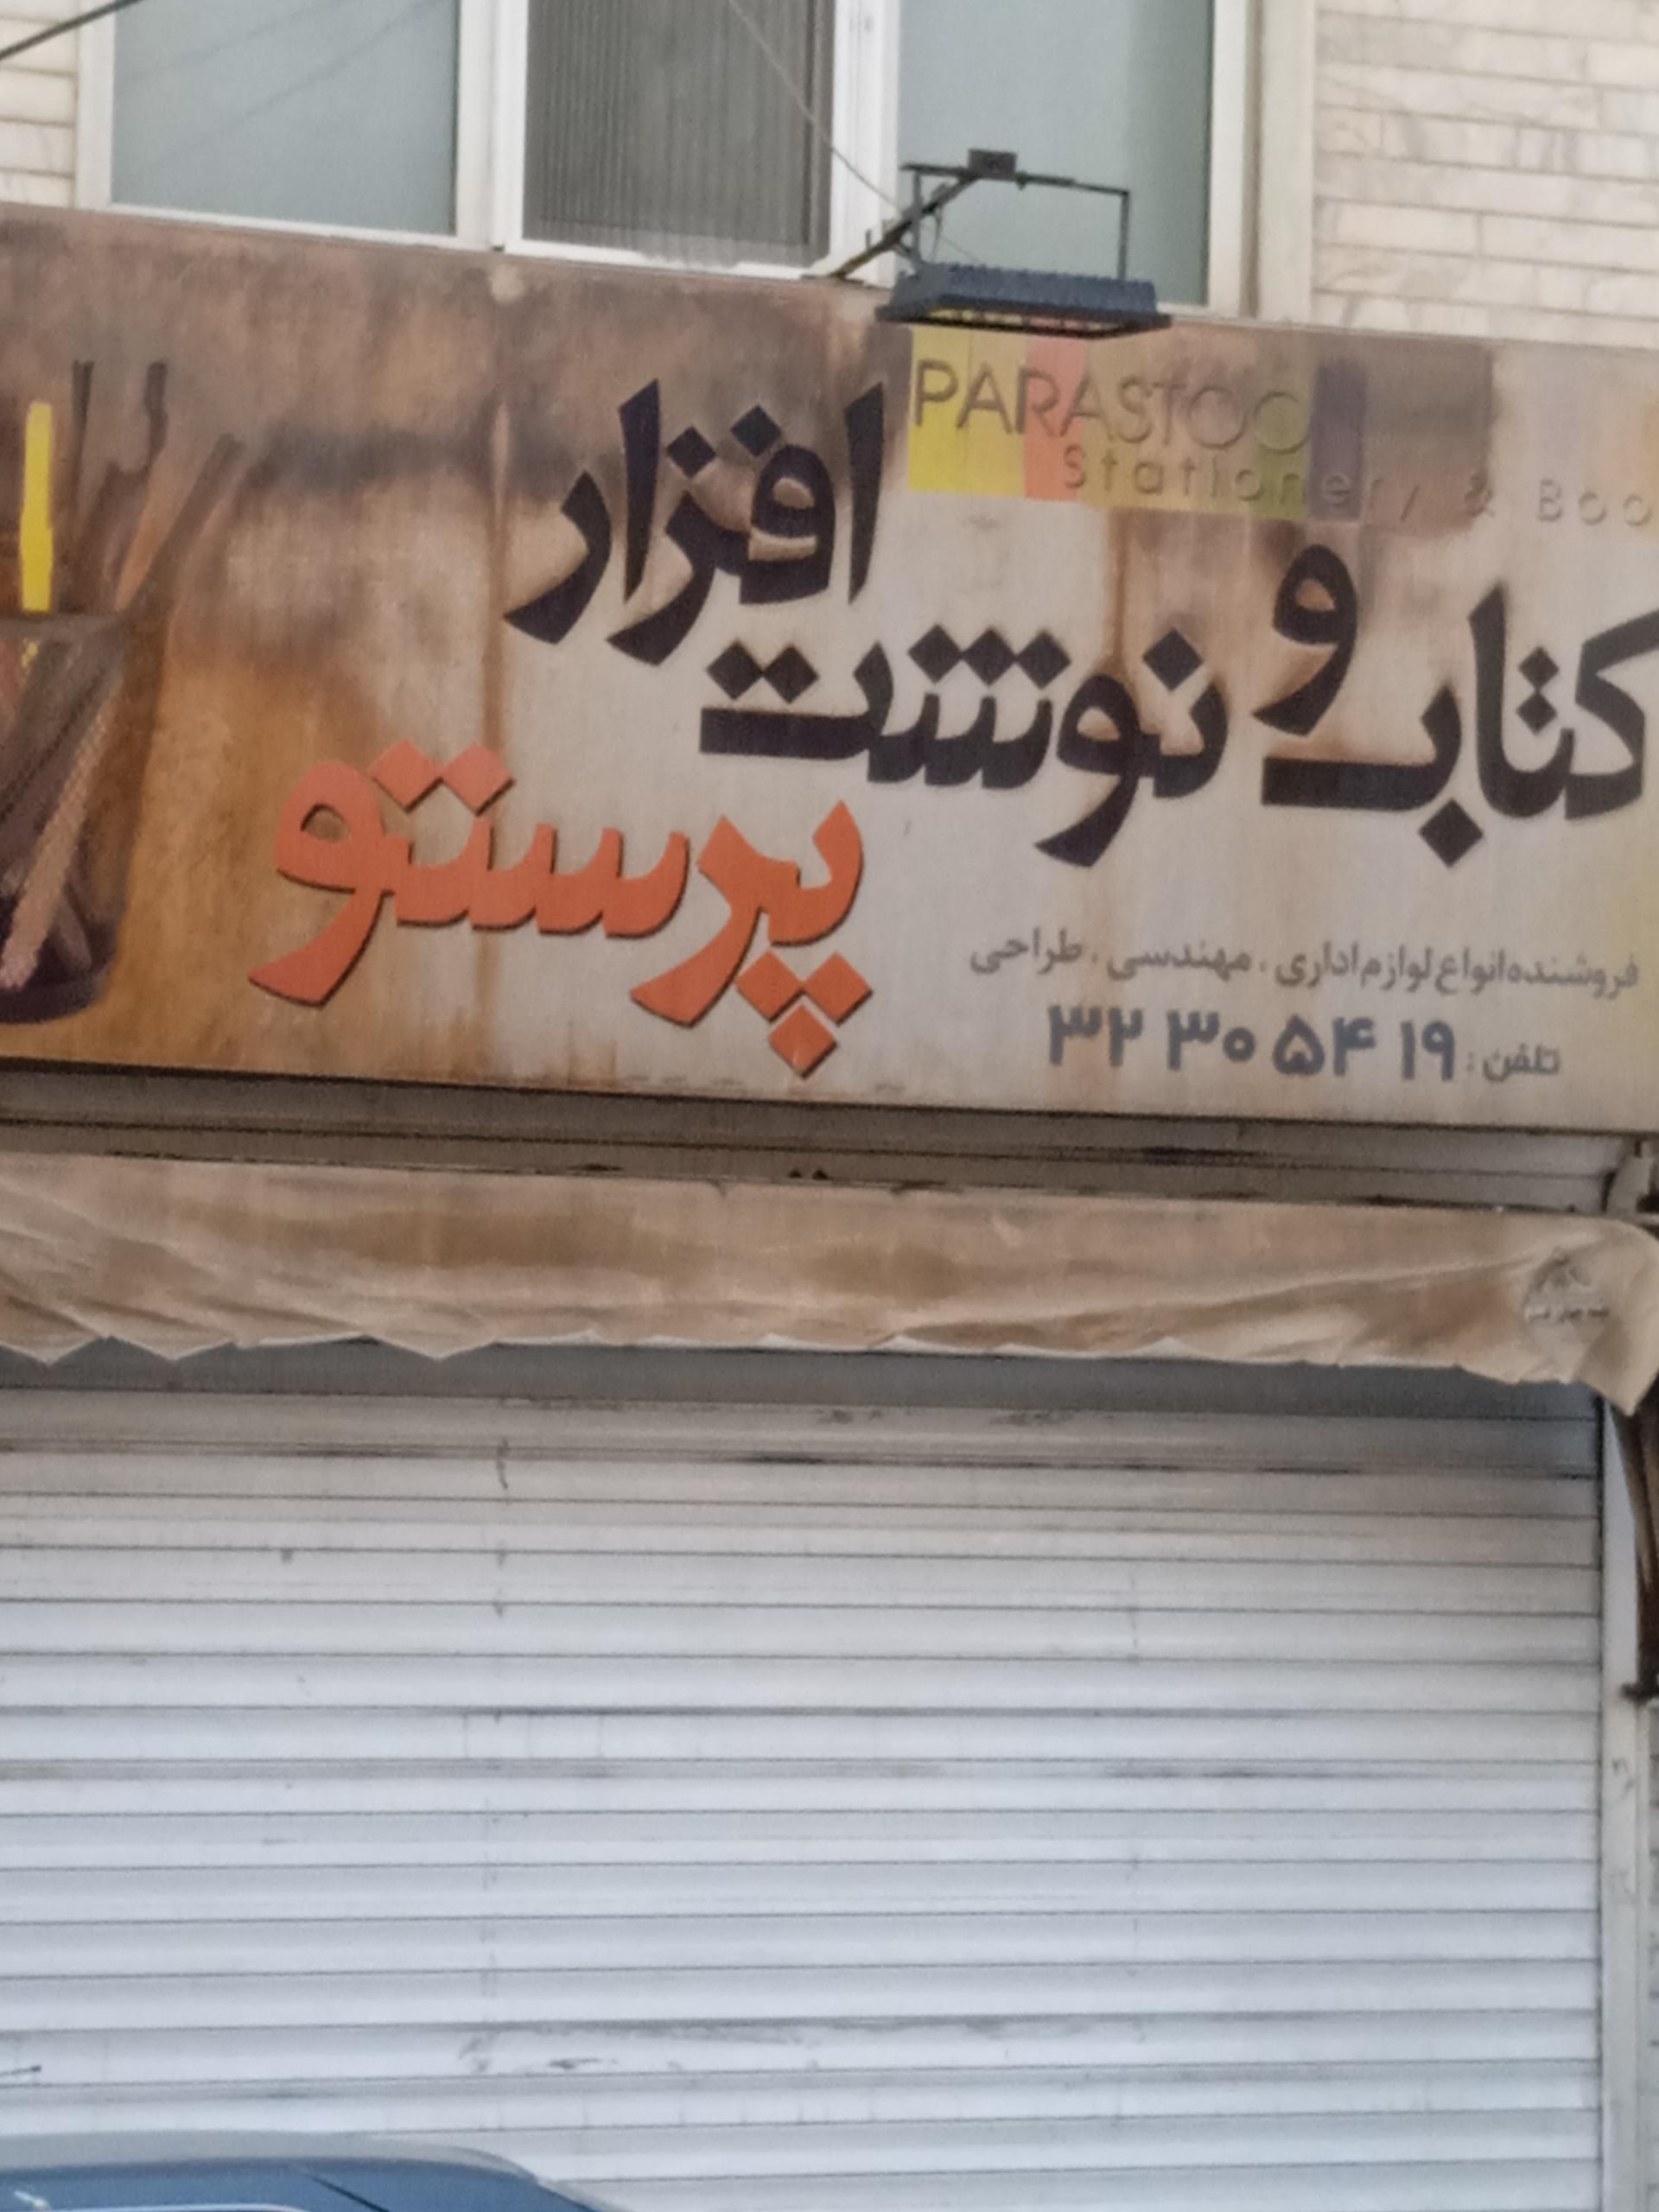 PARASTOO
Stationery & Boo
کتاب و نوشت افزار
پرستو
فروشنده انواع لوازم اداری ، مهندسی ، طراحی
تلفن : ۳۲۳۰۵۴۱۹